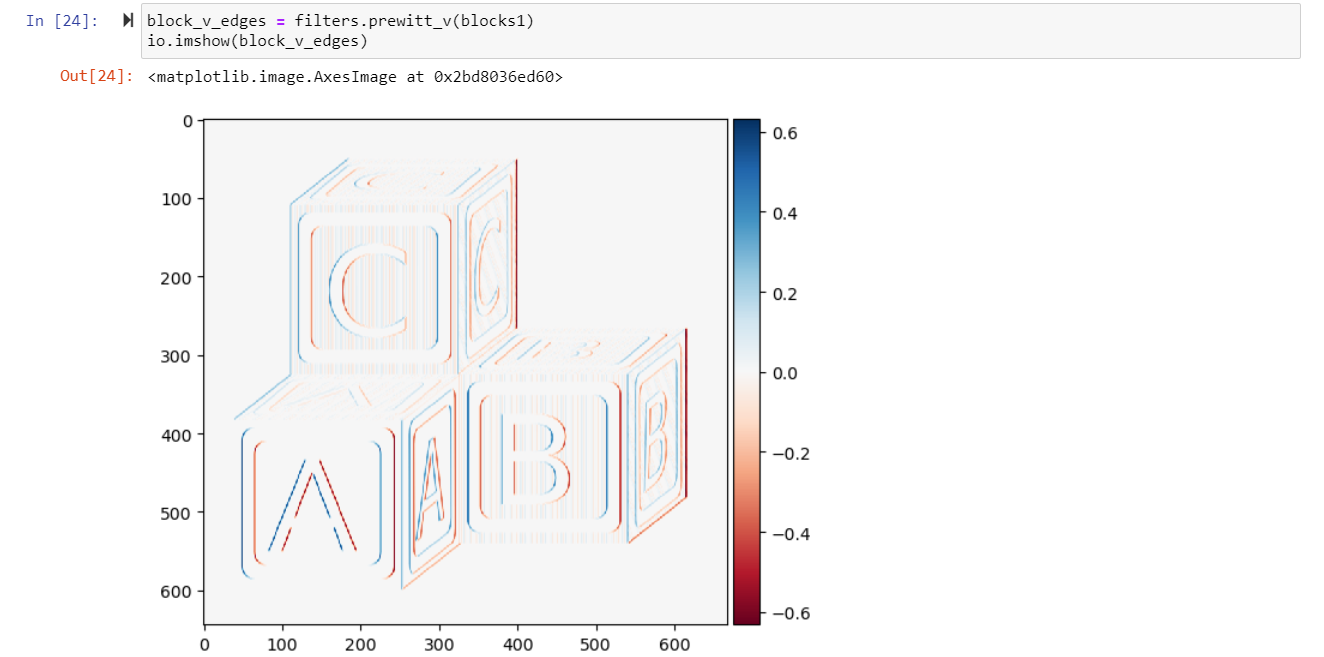 In [24]: block_v_edges = filters.prewitt_v(blocks1)
io.imshow(block_v_edges)
Out[24]: <matplotlib.image.AxesImage at 0x2bd8036ed60>
0
100
200
300
400
500
600
0 100 200 300 400 500 600
0.6
0.4
0.2
0.0
−0.2
−0.4
−0.6
C
C
C
A
A
A
B
B
B